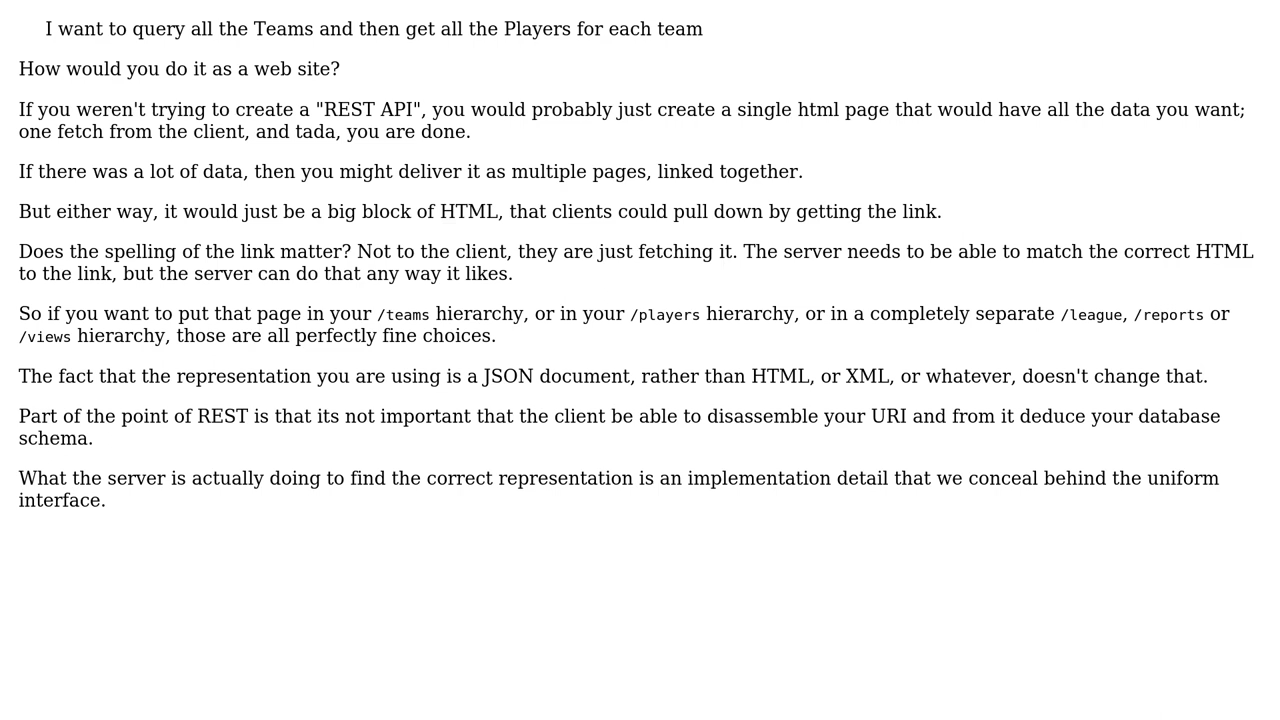 I want to query all the Teams and then get all the Players for each team
How would you do it as a web site?
If you weren't trying to create a "REST API", you would probably just create a single html page that would have all the data you want;
one fetch from the client, and tada, you are done.
If there was a lot of data, then you might deliver it as multiple pages, linked together.
But either way, it would just be a big block of HTML, that clients could pull down by getting the link.
Does the spelling of the link matter? Not to the client, they are just fetching it. The server needs to be able to match the correct HTML
to the link, but the server can do that any way it likes.
So if you want to put that page in your /teams hierarchy, or in your /players hierarchy, or in a completely separate /league, /reports or
/views hierarchy, those are all perfectly fine choices.
The fact that the representation you are using is a JSON document, rather than HTML, or XML, or whatever, doesn't change that.
Part of the point of REST is that its not important that the client be able to disassemble your URI and from it deduce your database
schema.
What the server is actually doing to find the correct representation is an implementation detail that we conceal behind the uniform
interface.